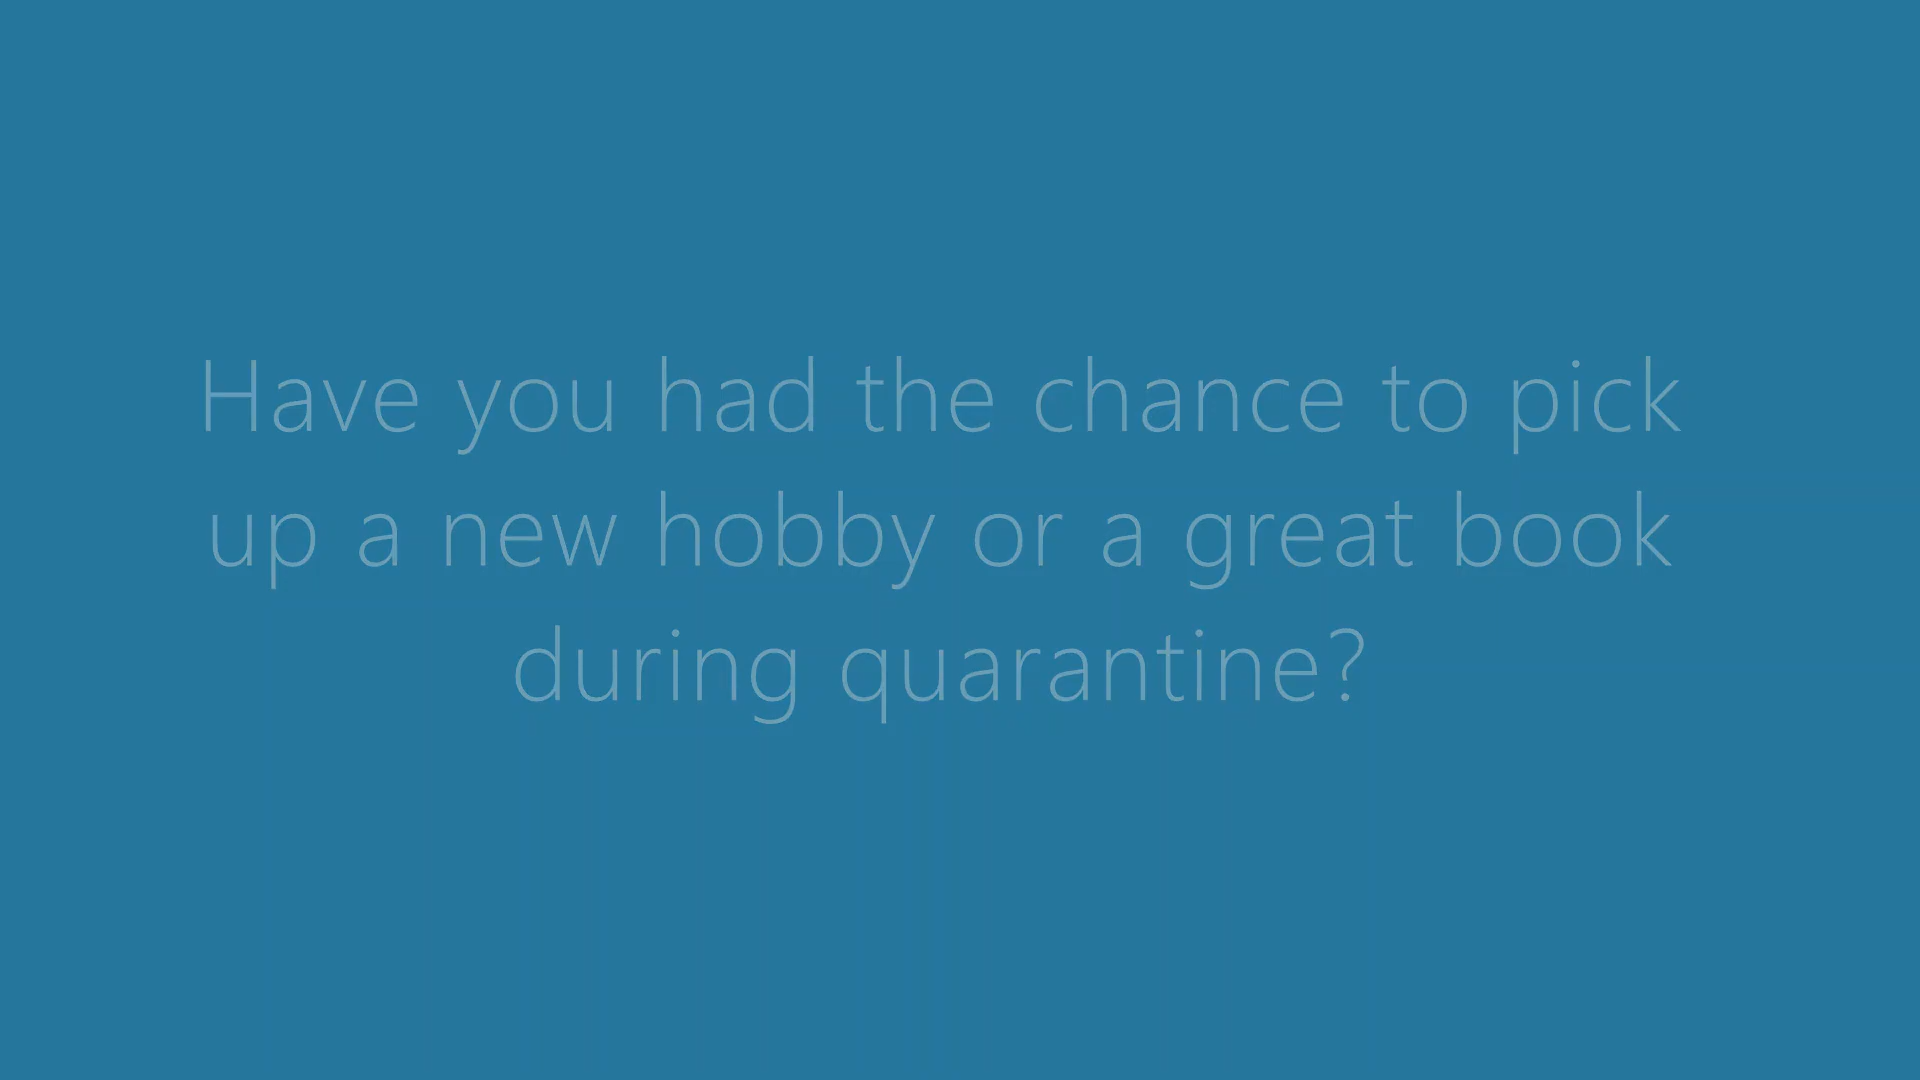 Have you had the chance to pick
up a new hobby or a great book
during quarantine?